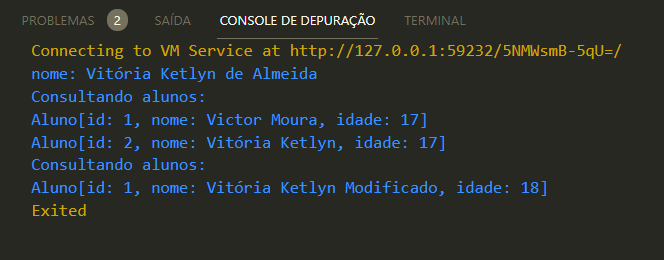 PROBLEMAS 2 SAÍDA CONSOLE DE DEPURAÇÃO TERMINAL
Connecting to VM Service at http://127.0.0.1:59232/5NMWsmB-5qU=/
nome: Vitória Ketlyn de Almeida
Consultando alunos:
Aluno[id: 1, nome: Victor Moura, idade: 17]
Aluno[id: 2, nome: Vitória Ketlyn, idade: 17]
Consultando alunos:
Aluno[id: 1, nome: Vitória Ketlyn Modificado, idade: 18]
Exited